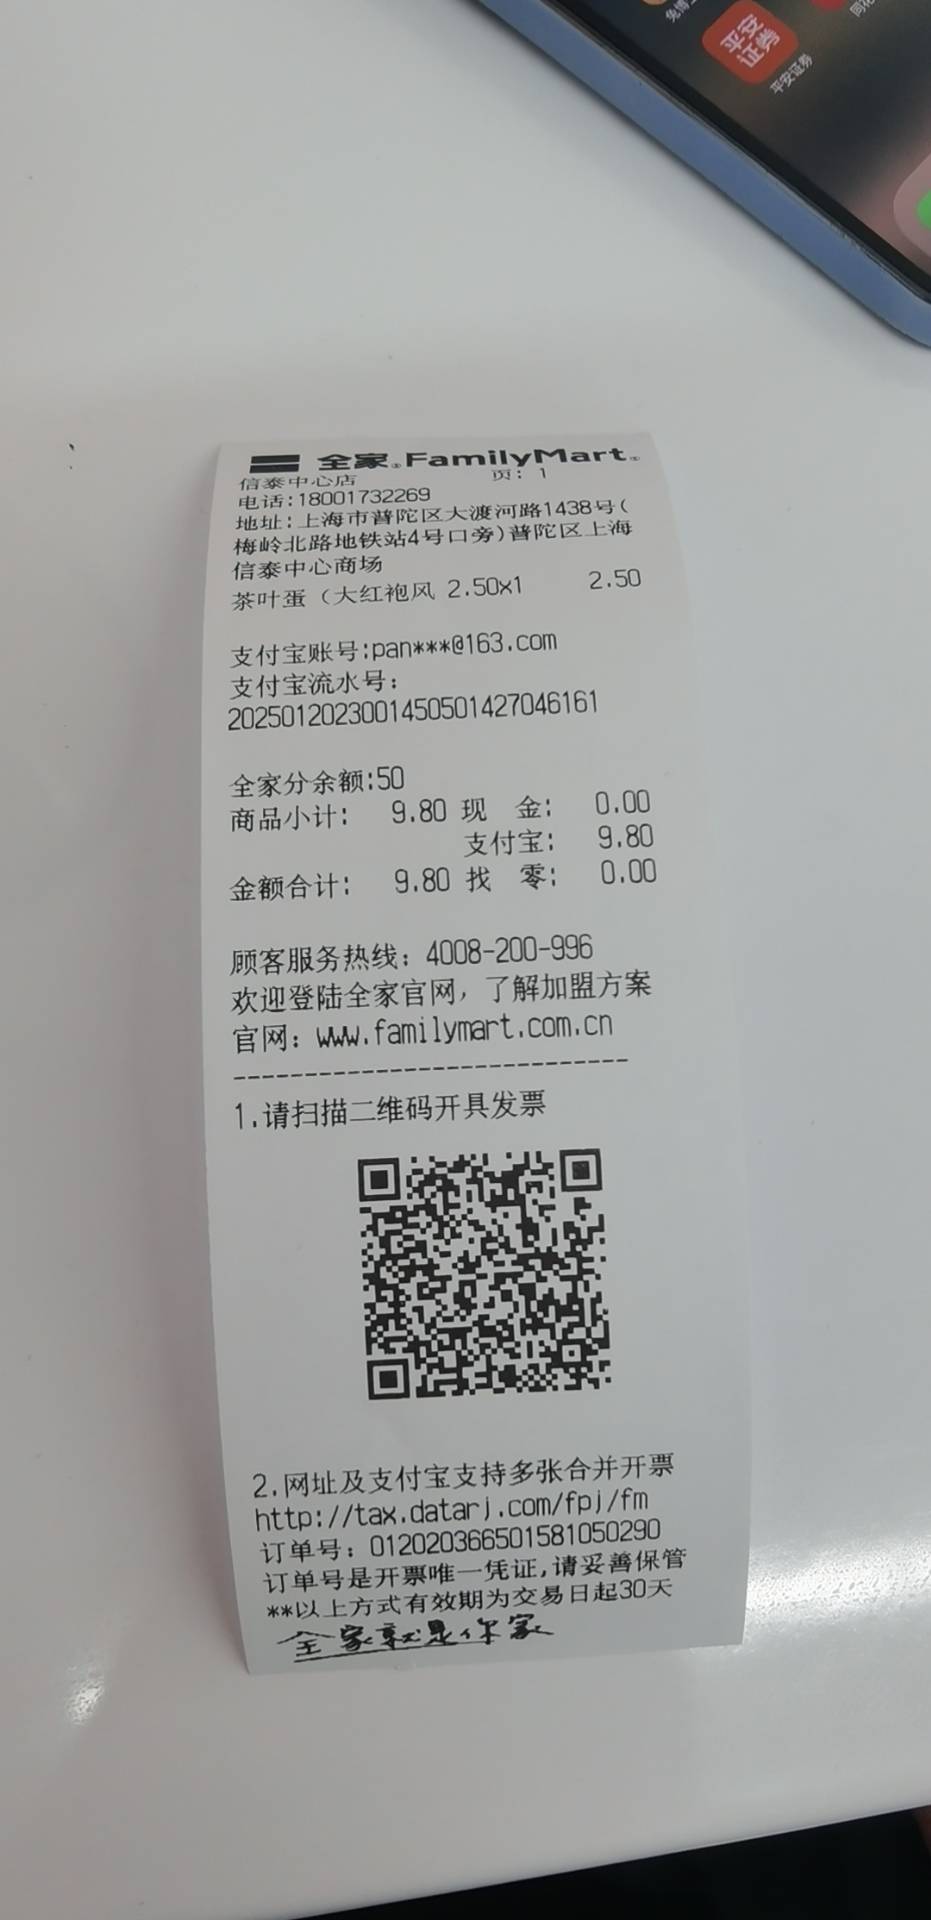 平安
证券
平安证券
全家 FamilyMart
信泰中心店 页: 1
电话:18001732269
地址:上海市普陀区大渡河路1438号(
梅岭北路地铁站4号口旁)普陀区上海
信泰中心商场
茶叶蛋（大红袍风 2.50x1 2.50
支付宝账号:pan***@163.com
支付宝流水号:
2025012023001450501427046161
全家分余额:50
商品小计: 9.80 现 金: 0.00
支付宝: 9.80
金额合计: 9.80 找 零: 0.00
顾客服务热线: 4008-200-996
欢迎登陆全家官网，了解加盟方案
官网: www.familymart.com.cn
----------------------------
1.请扫描二维码开具发票
2.网址及支付宝支持多张合并开票
http://tax.datarj.com/fpj/fm
订单号: 012020366501581050290
订单号是开票唯一凭证,请妥善保管
**以上方式有效期为交易日起30天
全家就是你家